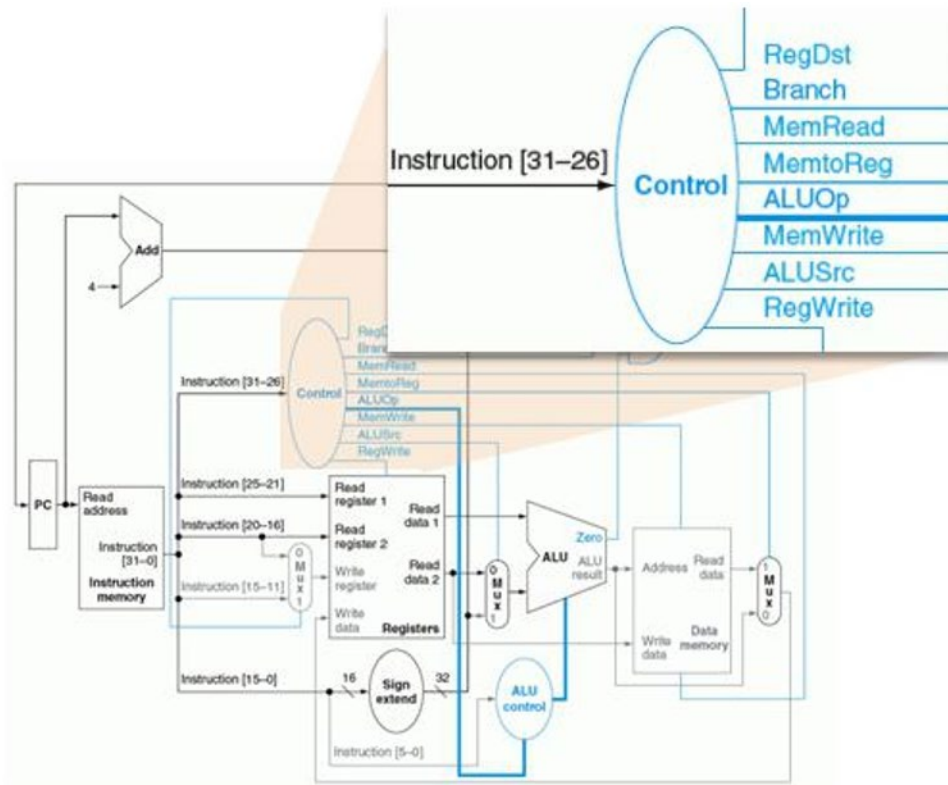 RegDst
Branch
MemRead
Instruction [31–26]
MemtoReg
Control
ALUOp
MemWrite
ALUSrc
RegWrite
Add
4
Instruction [31–26]
Control
MemRead
MemtoReg
ALUOp
MemWrite
ALUSrc
RegWrite
PC
Read
address
Instruction
[31–0]
Instruction
memory
Instruction [25–21]
Instruction [20–16]
Instruction [15–11]
0
M
u
x
1
Read
register 1
Read
register 2
Write
register
Write
data
Read
data 1
Read
data 2
Registers
0
M
u
x
1
Zero
ALU
ALU
result
Address
Read
data
Write
data
Data
memory
1
M
u
x
0
Instruction [15–0]
16
Sign
extend
32
ALU
control
Instruction [5–0]